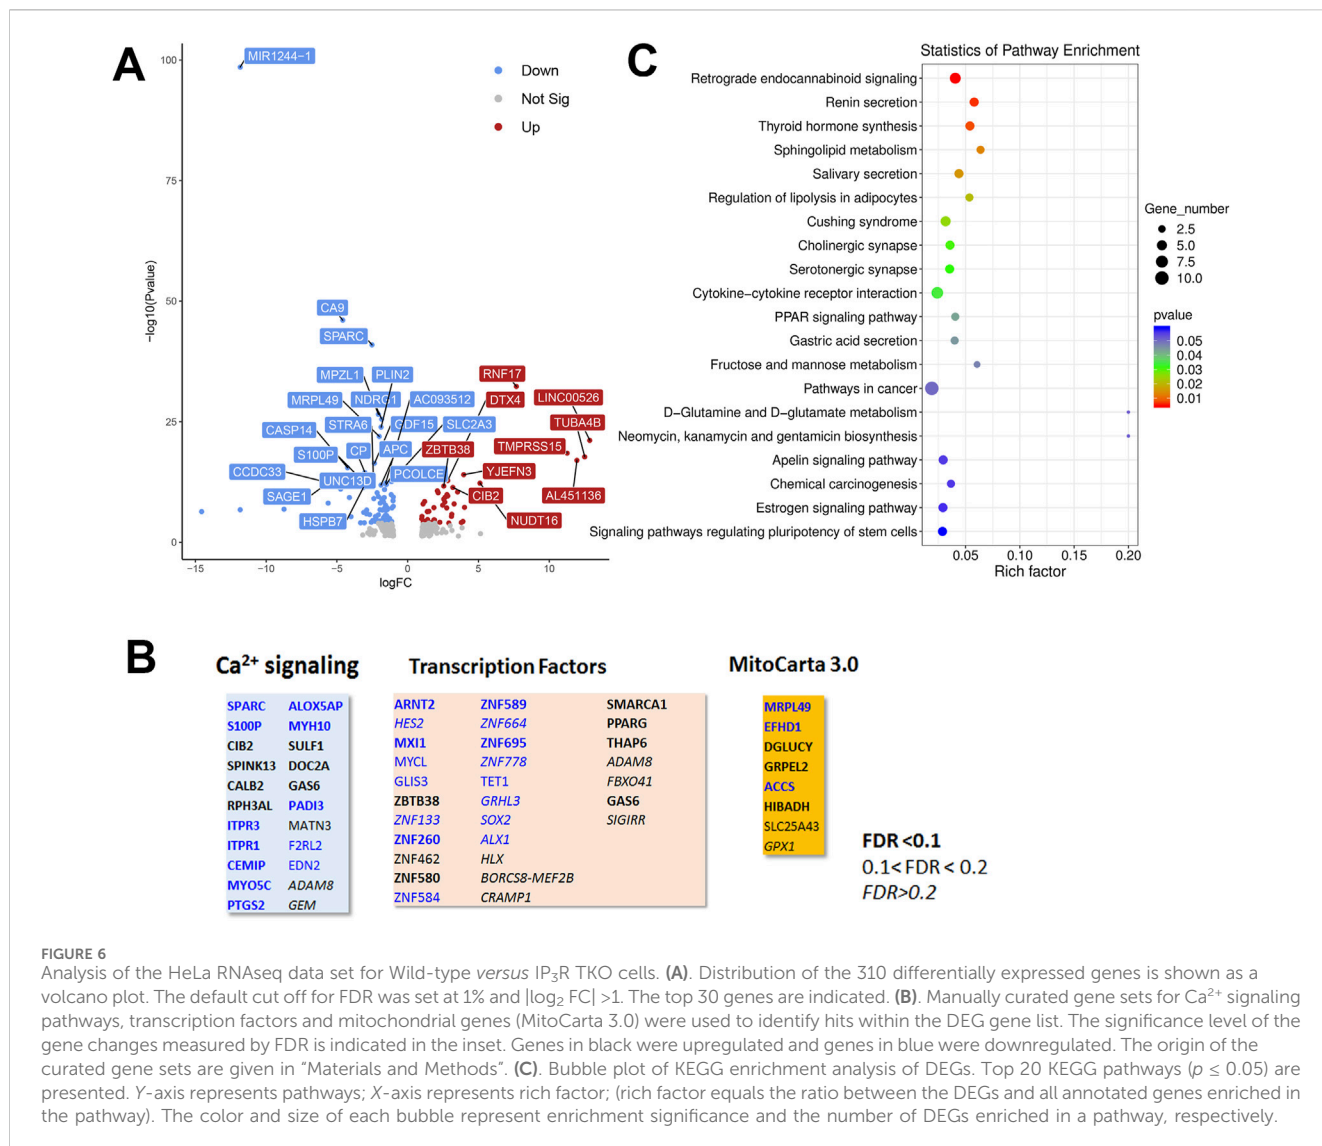 A
MIR1244−1
Down
Not Sig
Up
CA9
SPARC
MPZL1
PLIN2
MRPL49
NDRG1
AC093512
CASP14
STRA6
GDF15
SLC2A3
S100P
CP
APC
CCDC33
UNC13D
PCOLCE
SAGE1
HSPB7
RNF17
DTX4
LINC00526
TUBA4B
ZBTB38
TMPRSS15
YJEFN3
CIB2
AL451136
NUDT16
100
75
50
25
0
−log10(Pvalue)
−15
−10
−5
0
5
10
logFC
C
Statistics of Pathway Enrichment
Retrograde endocannabinoid signaling
Renin secretion
Thyroid hormone synthesis
Sphingolipid metabolism
Salivary secretion
Regulation of lipolysis in adipocytes
Cushing syndrome
Cholinergic synapse
Serotonergic synapse
Cytokine−cytokine receptor interaction
PPAR signaling pathway
Gastric acid secretion
Fructose and mannose metabolism
Pathways in cancer
D−Glutamine and D−glutamate metabolism
Neomycin, kanamycin and gentamicin biosynthesis
Apelin signaling pathway
Chemical carcinogenesis
Estrogen signaling pathway
Signaling pathways regulating pluripotency of stem cells
0.05
0.10
0.15
0.20
Rich factor
Gene_number
2.5
5.0
7.5
10.0
pvalue
0.05
0.04
0.03
0.02
0.01
B
Ca²⁺ signaling
SPARC ALOX5AP
S100P MYH10
CIB2 SULF1
SPINK13 DOC2A
CALB2 GAS6
RPH3AL PADI3
ITPR3 MATN3
ITPR1 F2RL2
CEMIP EDN2
MYO5C ADAM8
PTGS2 GEM
Transcription Factors
ARNT2 ZNF589 SMARCA1
HES2 ZNF664 PPARG
MXI1 ZNF695 THAP6
MYCL ZNF778 ADAM8
GLIS3 TET1 FBXO41
ZBTB38 GRHL3 GAS6
ZNF133 SOX2 SIGIRR
ZNF260 ALX1
ZNF462 HLX
ZNF580 BORCS8-MEF2B
ZNF584 CRAMP1
MitoCarta 3.0
MRPL49
EFHD1
DGLUCY
GRPEL2
ACCS
HIBADH
SLC25A43
GPX1
FDR <0.1
0.1< FDR < 0.2
FDR>0.2
FIGURE 6
Analysis of the HeLa RNAseq data set for Wild-type versus IP₃R TKO cells. (A). Distribution of the 310 differentially expressed genes is shown as a
volcano plot. The default cut off for FDR was set at 1% and |log₂ FC| >1. The top 30 genes are indicated. (B). Manually curated gene sets for Ca²⁺ signaling
pathways, transcription factors and mitochondrial genes (MitoCarta 3.0) were used to identify hits within the DEG gene list. The significance level of the
gene changes measured by FDR is indicated in the inset. Genes in black were upregulated and genes in blue were downregulated. The origin of the
curated gene sets are given in “Materials and Methods”. (C). Bubble plot of KEGG enrichment analysis of DEGs. Top 20 KEGG pathways (p ≤ 0.05) are
presented. Y-axis represents pathways; X-axis represents rich factor; (rich factor equals the ratio between the DEGs and all annotated genes enriched in
the pathway). The color and size of each bubble represent enrichment significance and the number of DEGs enriched in a pathway, respectively.